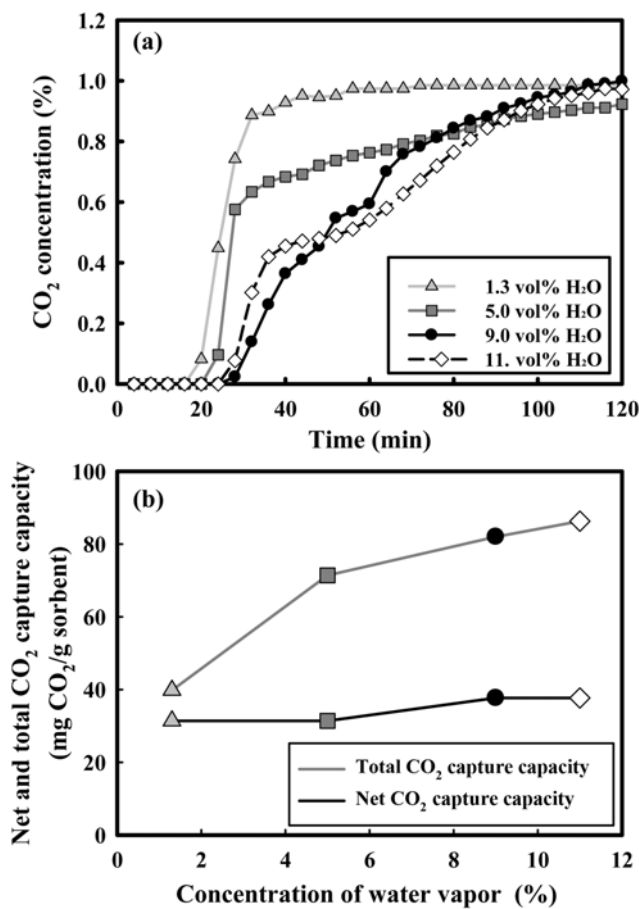 (a)
CO₂ concentration (%)
1.2
1.0
0.8
0.6
0.4
0.2
0.0
1.3 vol% H₂O
5.0 vol% H₂O
9.0 vol% H₂O
11. vol% H₂O
0 20 40 60 80 100 120
Time (min)
(b)
Net and total CO₂ capture capacity
(mg CO₂/g sorbent)
100
80
60
40
20
0
Total CO₂ capture capacity
Net CO₂ capture capacity
0 2 4 6 8 10 12
Concentration of water vapor (%)